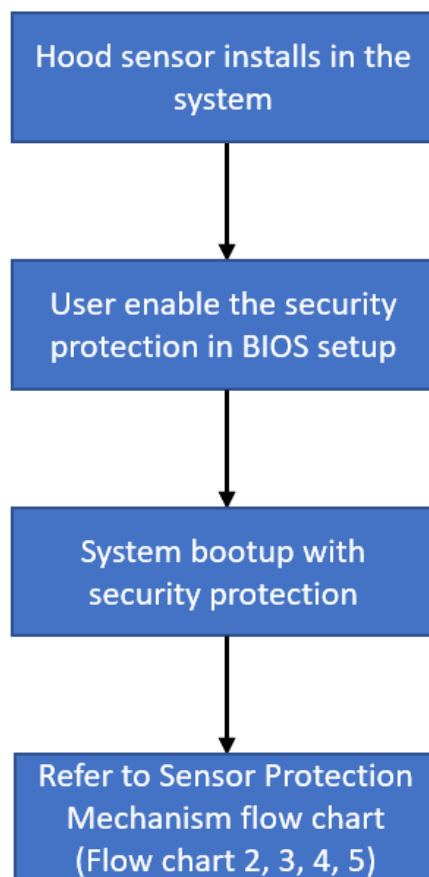 Hood sensor installs in the
system
User enable the security
protection in BIOS setup
System bootup with
security protection
Refer to Sensor Protection
Mechanism flow chart
(Flow chart 2, 3, 4, 5)